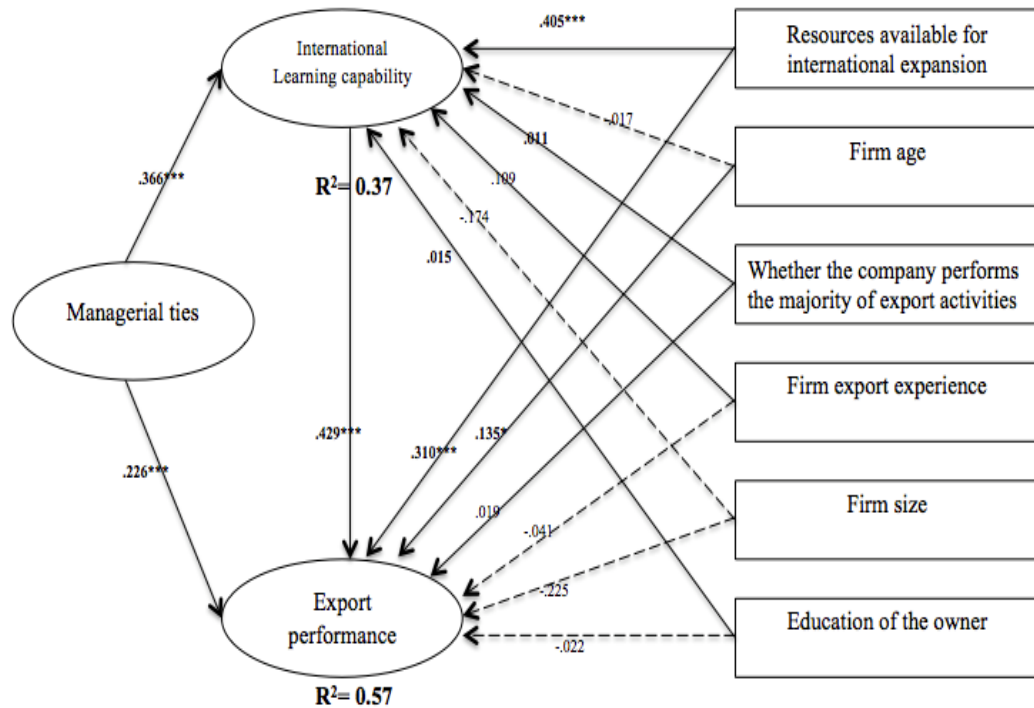 .405***
Resources available for
international expansion
International
Learning capability
-.017
.011
Firm age
.109
.366***
R²= 0.37
-.174
.015
Whether the company performs
the majority of export activities
Managerial ties
Firm export experience
.429***
.135*
.310***
.226***
.019
Firm size
-.041
-.225
Export
performance
Education of the owner
-.022
R²= 0.57